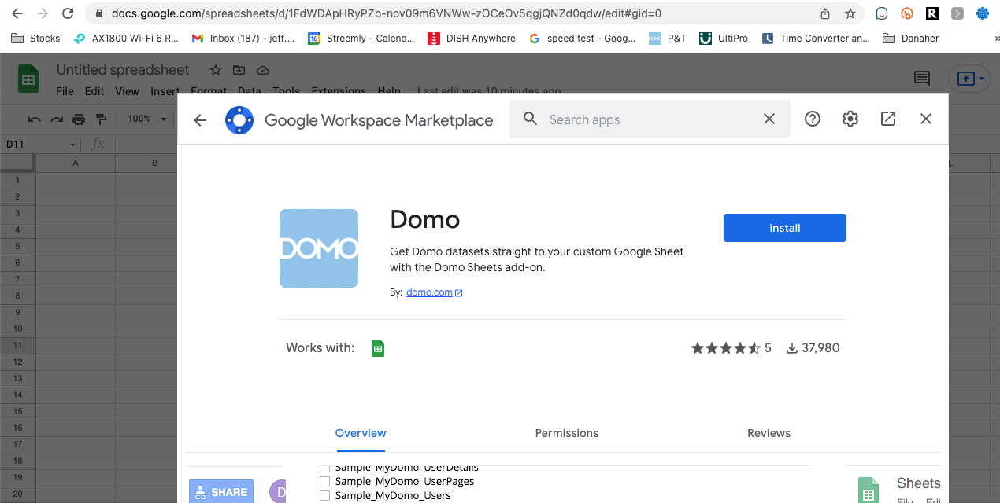 docs.google.com/spreadsheets/d/1FdWDApHRyPZb-nov09m6VNWw-zOCeOv5qgjQNZd0qdw/edit#gid=0
Stocks AX1800 Wi-Fi 6 R... Inbox (187) - jeff.... 16 Streemly - Calend... DISH Anywhere speed test - Goog... DOMO P&T UltiPro Time Converter an... Danaher »
Untitled spreadsheet
File Edit View Insert Format Data Tools Extensions Help Last edit was 10 minutes ago
100%
Google Workspace Marketplace Search apps
D11 fx
A B L
1
2
3
4
5
6
7
8
9
10
11
12
13
14
15
16
17
18
19
20
DOMO
Domo
Install
Get Domo datasets straight to your custom Google Sheet
with the Domo Sheets add-on.
By: domo.com
Works with: 5 37,980
Overview Permissions Reviews
Sample_MyDomo_UserDetails
Sample_MyDomo_UserPages
Sample_MyDomo_Users
SHARE D
Sheets
File Edi